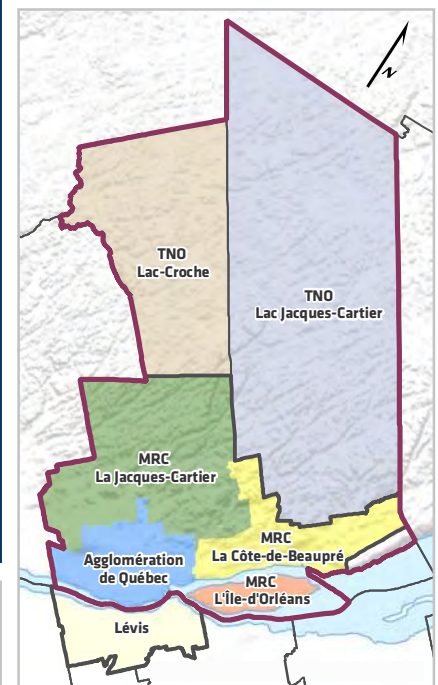 N
TNO
Lac-Croche
TNO
Lac Jacques-Cartier
MRC
La Jacques-Cartier
MRC
La Côte-de-Beaupré
Agglomération
de Québec
MRC
L'Île-d'Orléans
Lévis